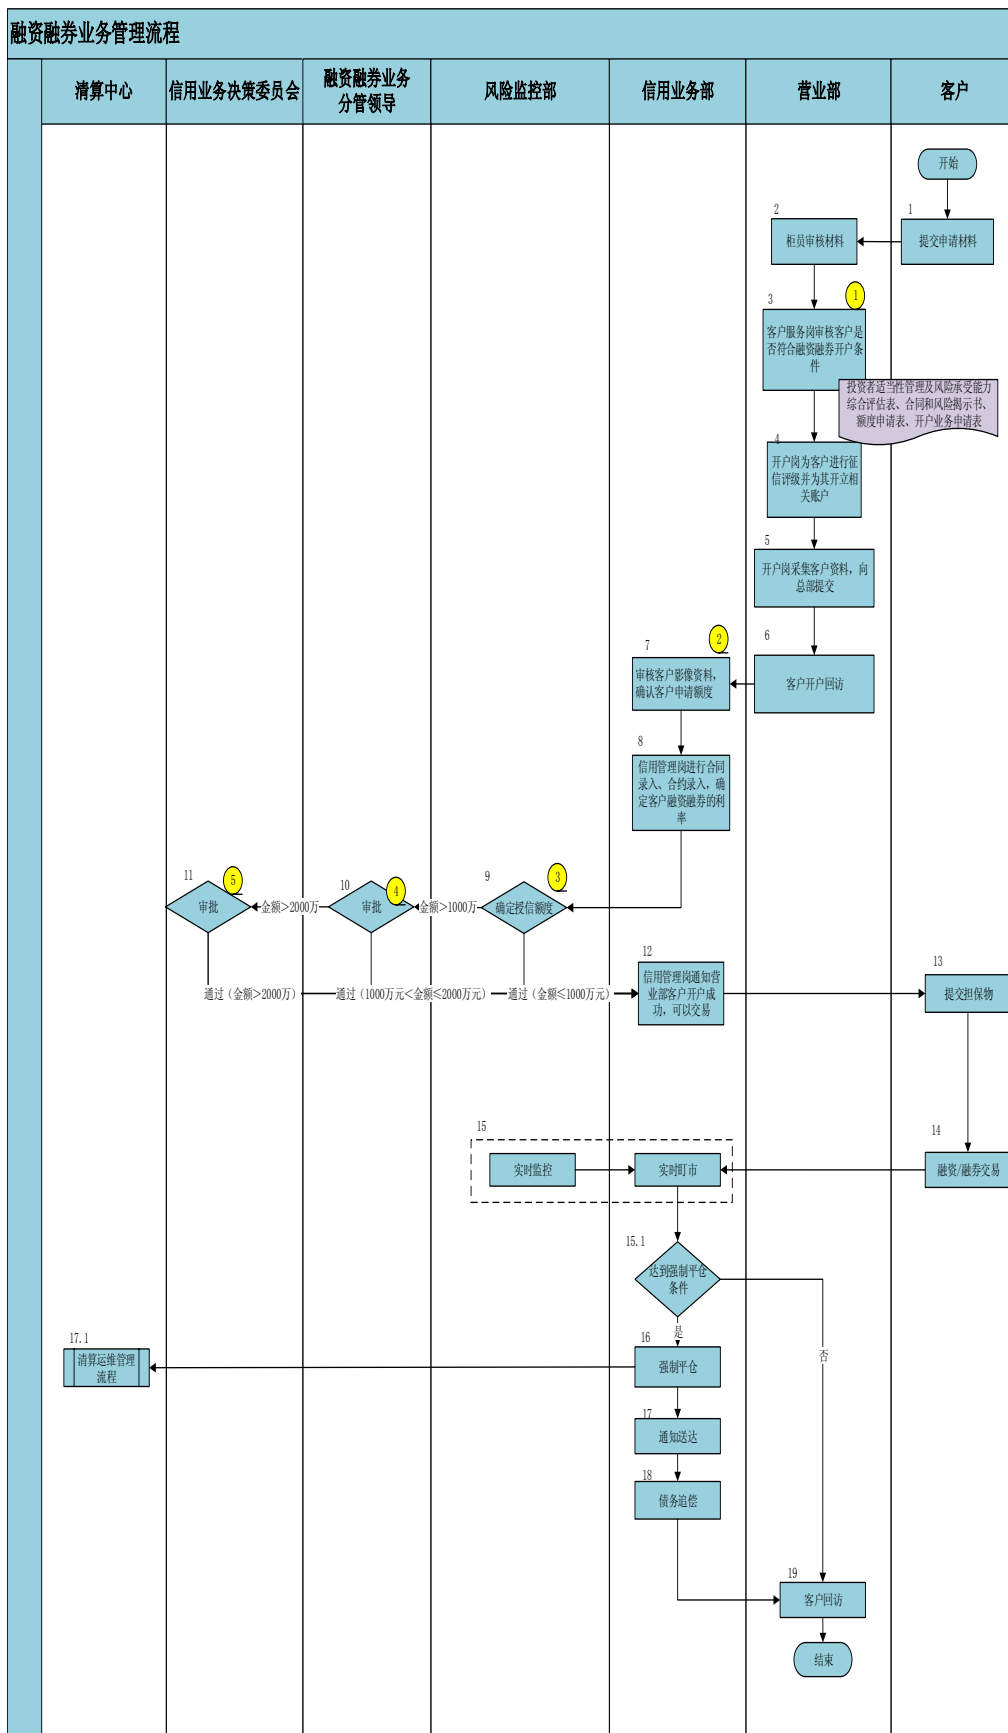 融资融券业务管理流程
清算中心
信用业务决策委员会
融资融券业务
分管领导
风险监控部
信用业务部
营业部
客户
开始
1
提交申请材料
2
柜员审核材料
3
1
客户服务岗审核客户是
否符合融资融券开户条
件
投资者适当性管理及风险承受能力
综合评估表、合同和风险揭示书、
额度申请表、开户业务申请表
4
开户岗为客户进行征
信评级并为其开立相
关账户
5
开户岗采集客户资料，向
总部提交
6
客户开户回访
7
2
审核客户影像资料，
确认客户申请额度
8
信用管理岗进行合同
录入、合约录入，确
定客户融资融券的利
率
9
3
确定授信额度
金额>1000万
10
4
审批
金额>2000万
11
5
审批
通过（金额>2000万）
通过（1000万元<金额≤2000万元）
通过（金额≤1000万元）
12
信用管理岗通知营
业部客户开户成
功，可以交易
13
提交担保物
14
融资/融券交易
15
实时监控
实时盯市
15.1
达到强制平仓
条件
是
否
16
强制平仓
17.1
清算运维管理
流程
17
通知送达
18
债务追偿
19
客户回访
结束